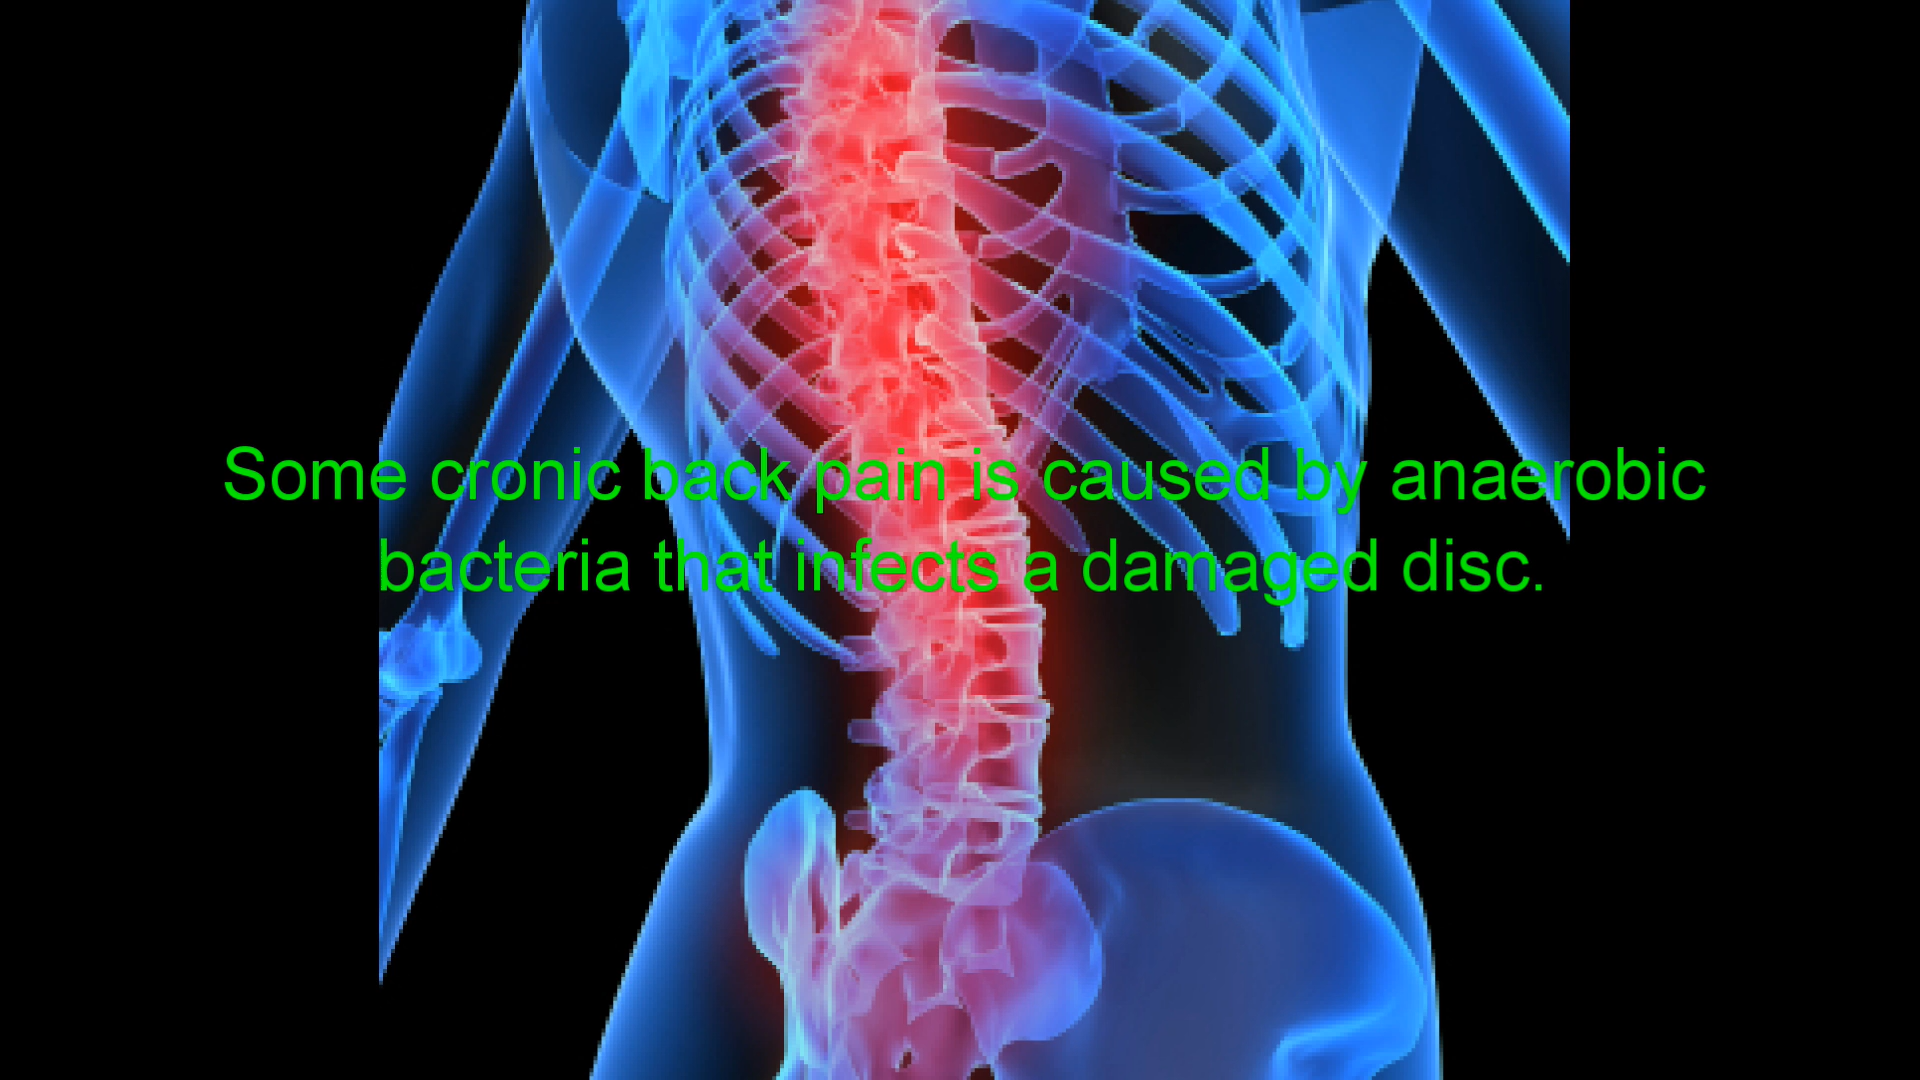 Some cronic back pain is caused by anaerobic
bacteria that infects a damaged disc.